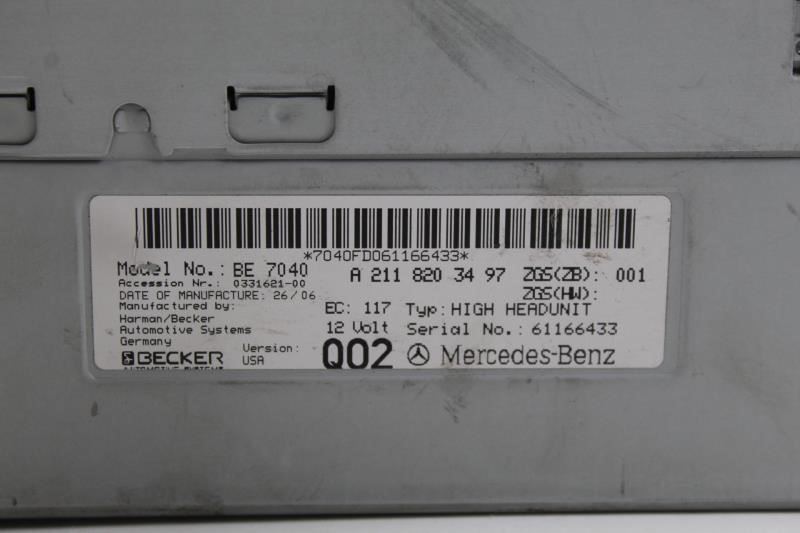 *7040FD061166433*
Model No.: BE 7040 A 211 820 34 97 ZGS(ZB): 001
Accession Nr.: 0331621-00 ZGS(HW):
DATE OF MANUFACTURE: 26/06
Manufactured by: EC: 117 Typ: HIGH HEADUNIT
Harman/Becker
Automotive Systems 12 Volt Serial No.: 61166433
Germany
BECKER Version: Q02 Mercedes-Benz
AUTOMOTIVE SYSTEMS USA